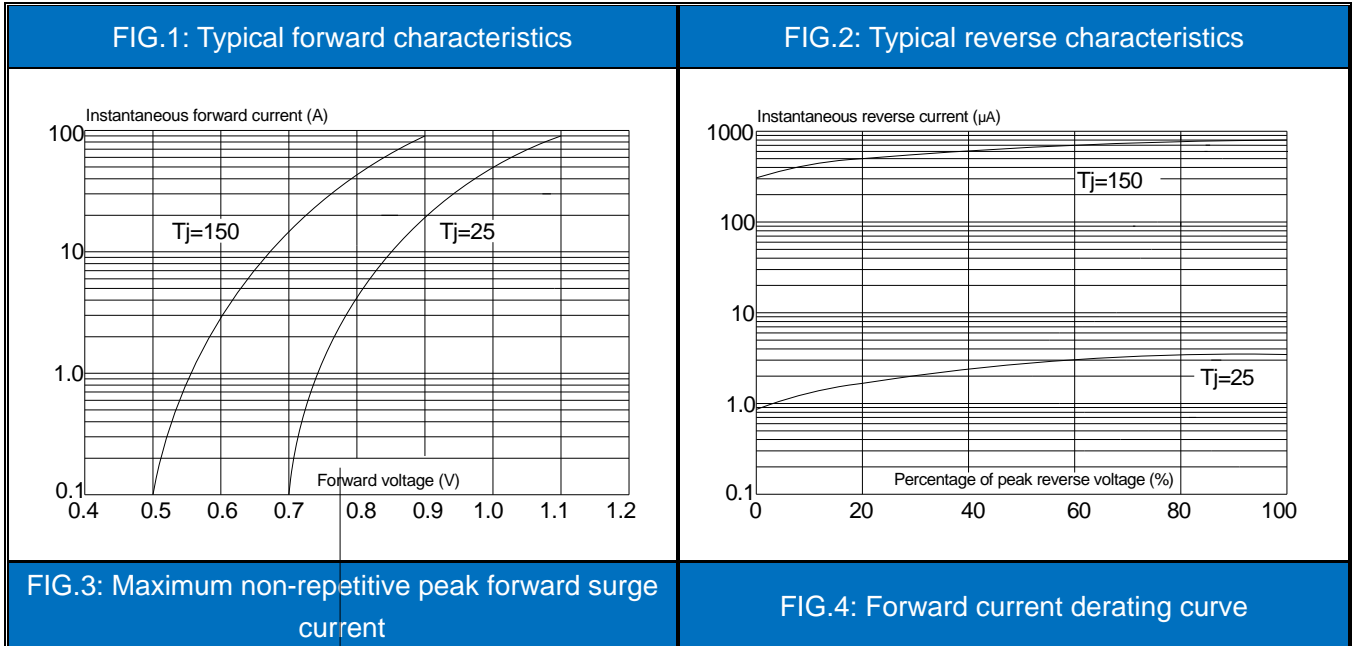 FIG.1: Typical forward characteristics
FIG.2: Typical reverse characteristics
Instantaneous forward current (A)
100
10
1.0
0.1
Tj=150
Tj=25
Forward voltage (V)
0.4 0.5 0.6 0.7 0.8 0.9 1.0 1.1 1.2
Instantaneous reverse current (μA)
1000
100
10
1.0
0.1
Tj=150
Tj=25
Percentage of peak reverse voltage (%)
0 20 40 60 80 100
FIG.3: Maximum non-repetitive peak forward surge
current
FIG.4: Forward current derating curve